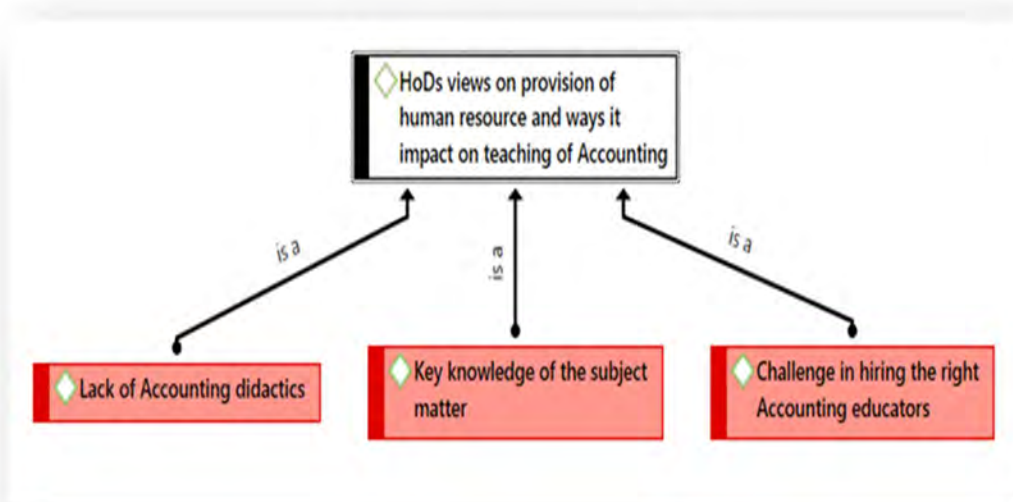 HoDs views on provision of
human resource and ways it
impact on teaching of Accounting
is a
is a
is a
Lack of Accounting didactics
Key knowledge of the subject
matter
Challenge in hiring the right
Accounting educators